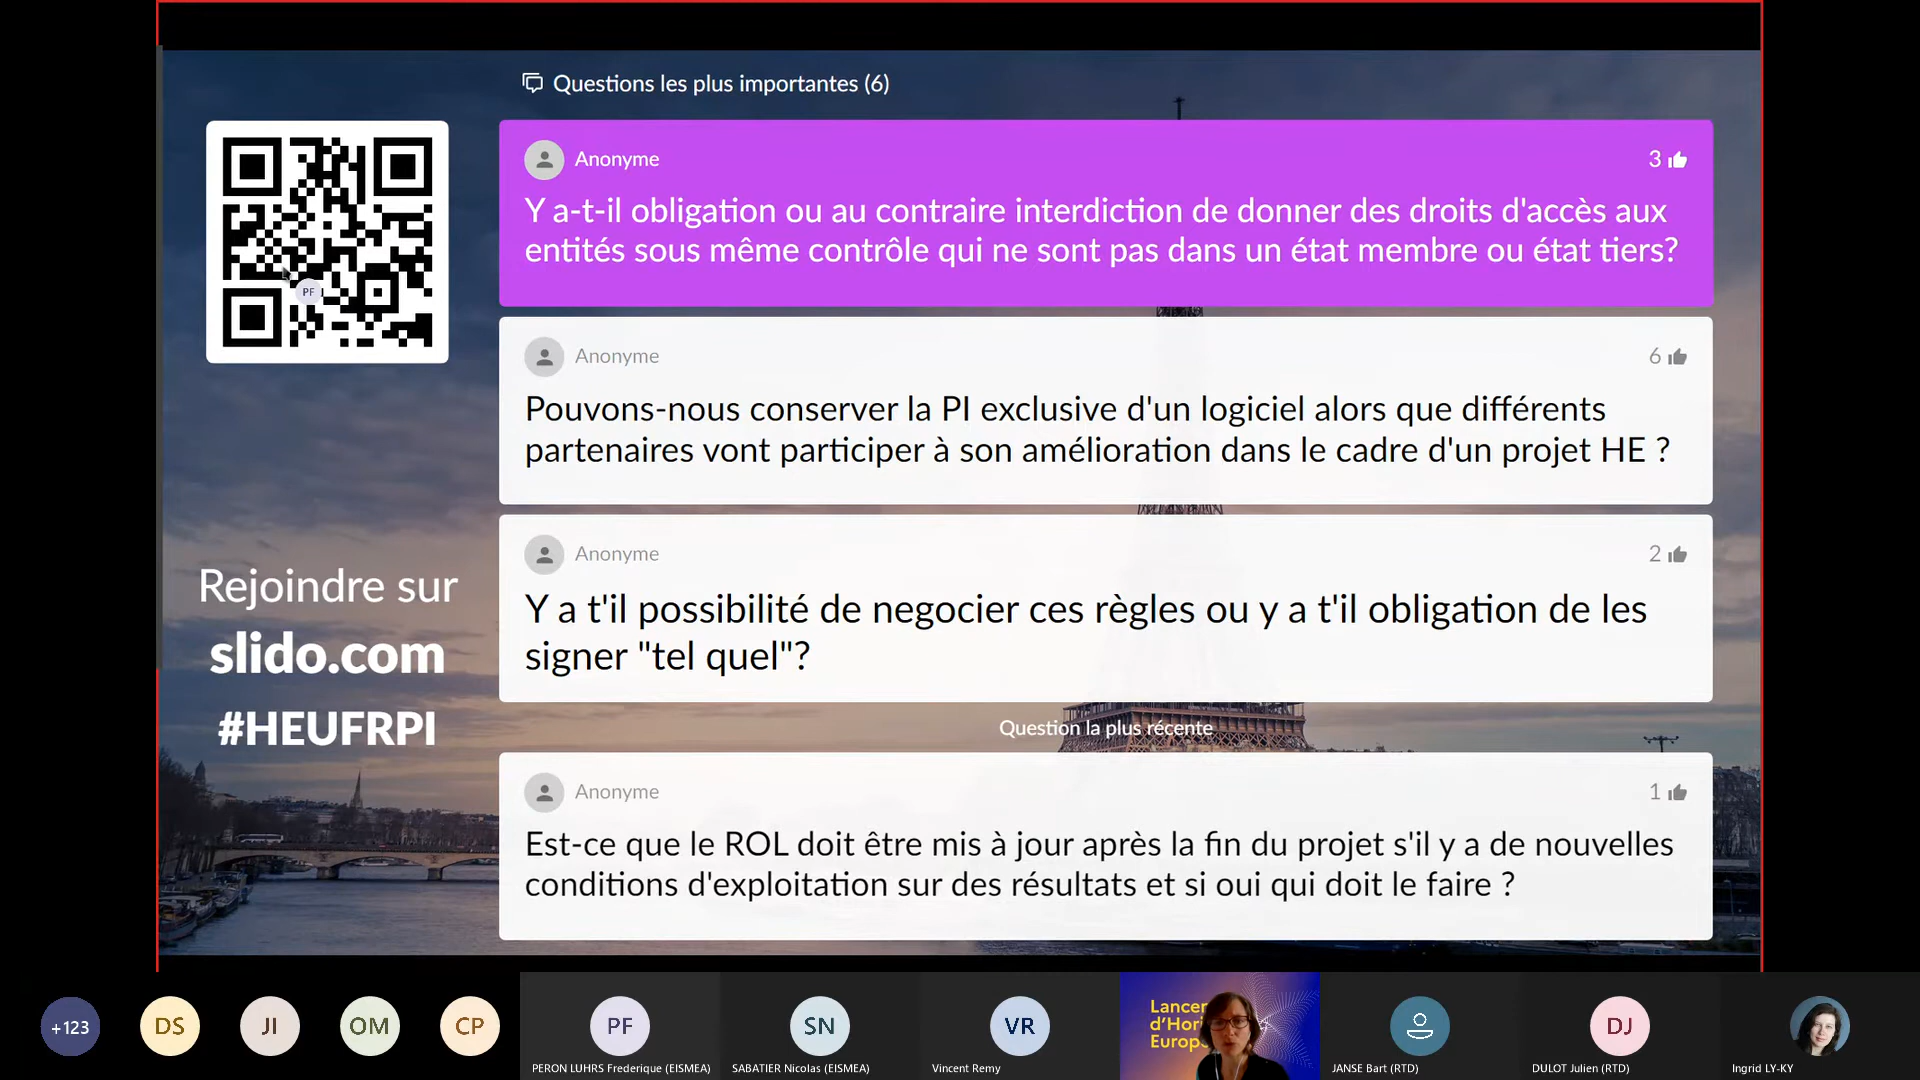 Questions les plus importantes (6)
Anonyme
3
Y a-t-il obligation ou au contraire interdiction de donner des droits d'accès aux
entités sous même contrôle qui ne sont pas dans un état membre ou état tiers?
PF
Anonyme
6
Pouvons-nous conserver la PI exclusive d'un logiciel alors que différents
partenaires vont participer à son amélioration dans le cadre d'un projet HE ?
Anonyme
2
Y a t'il possibilité de negocier ces règles ou y a t'il obligation de les
signer "tel quel"?
Rejoindre sur
slido.com
#HEUFRPI
Question la plus récente
Anonyme
1
Est-ce que le ROL doit être mis à jour après la fin du projet s'il y a de nouvelles
conditions d'exploitation sur des résultats et si oui qui doit le faire ?
+123
DS
JI
OM
CP
PF
PERON LUHRS Frederique (EISMEA)
SN
SABATIER Nicolas (EISMEA)
VR
Vincent Remy
JANSE Bart (RTD)
DJ
DULOT Julien (RTD)
Ingrid LY-KY